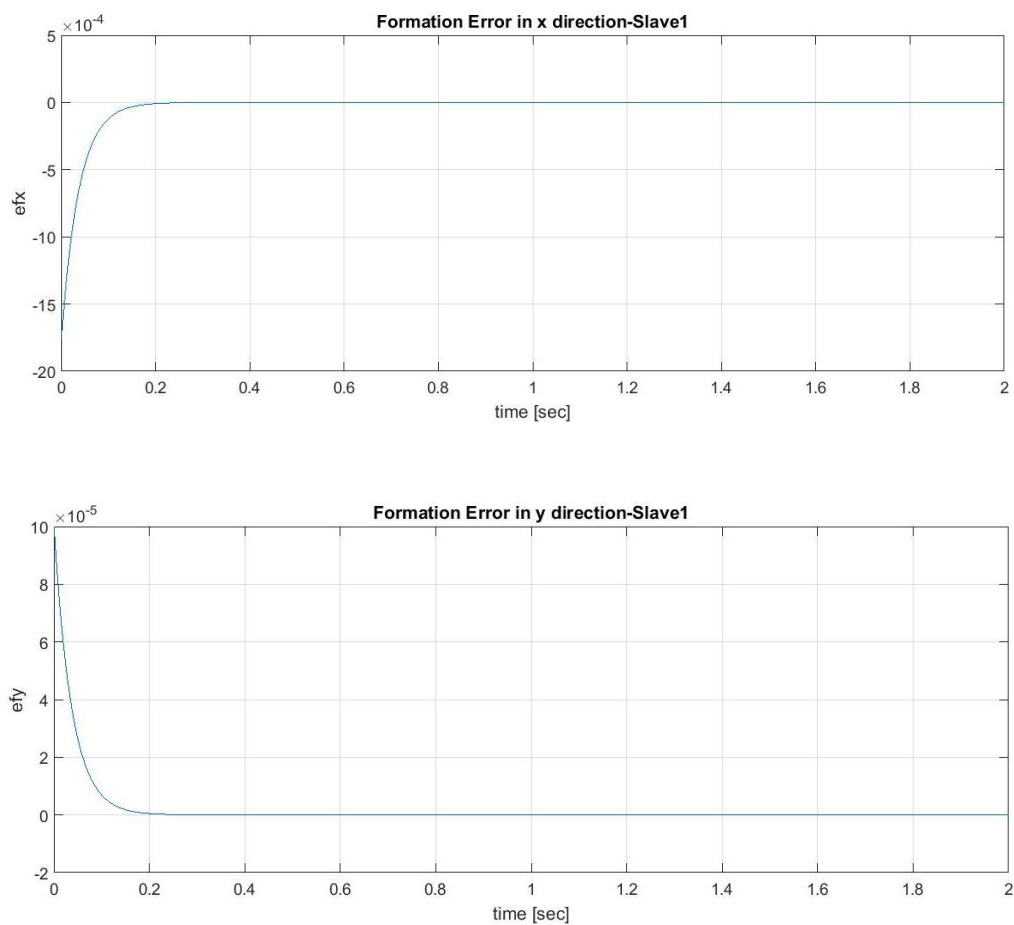 Formation Error in x direction-Slave1
×10-4
5
0
-5
-10
-15
-20
efx
0 0.2 0.4 0.6 0.8 1 1.2 1.4 1.6 1.8 2
time [sec]
Formation Error in y direction-Slave1
×10-5
10
8
6
4
2
0
-2
efy
0 0.2 0.4 0.6 0.8 1 1.2 1.4 1.6 1.8 2
time [sec]